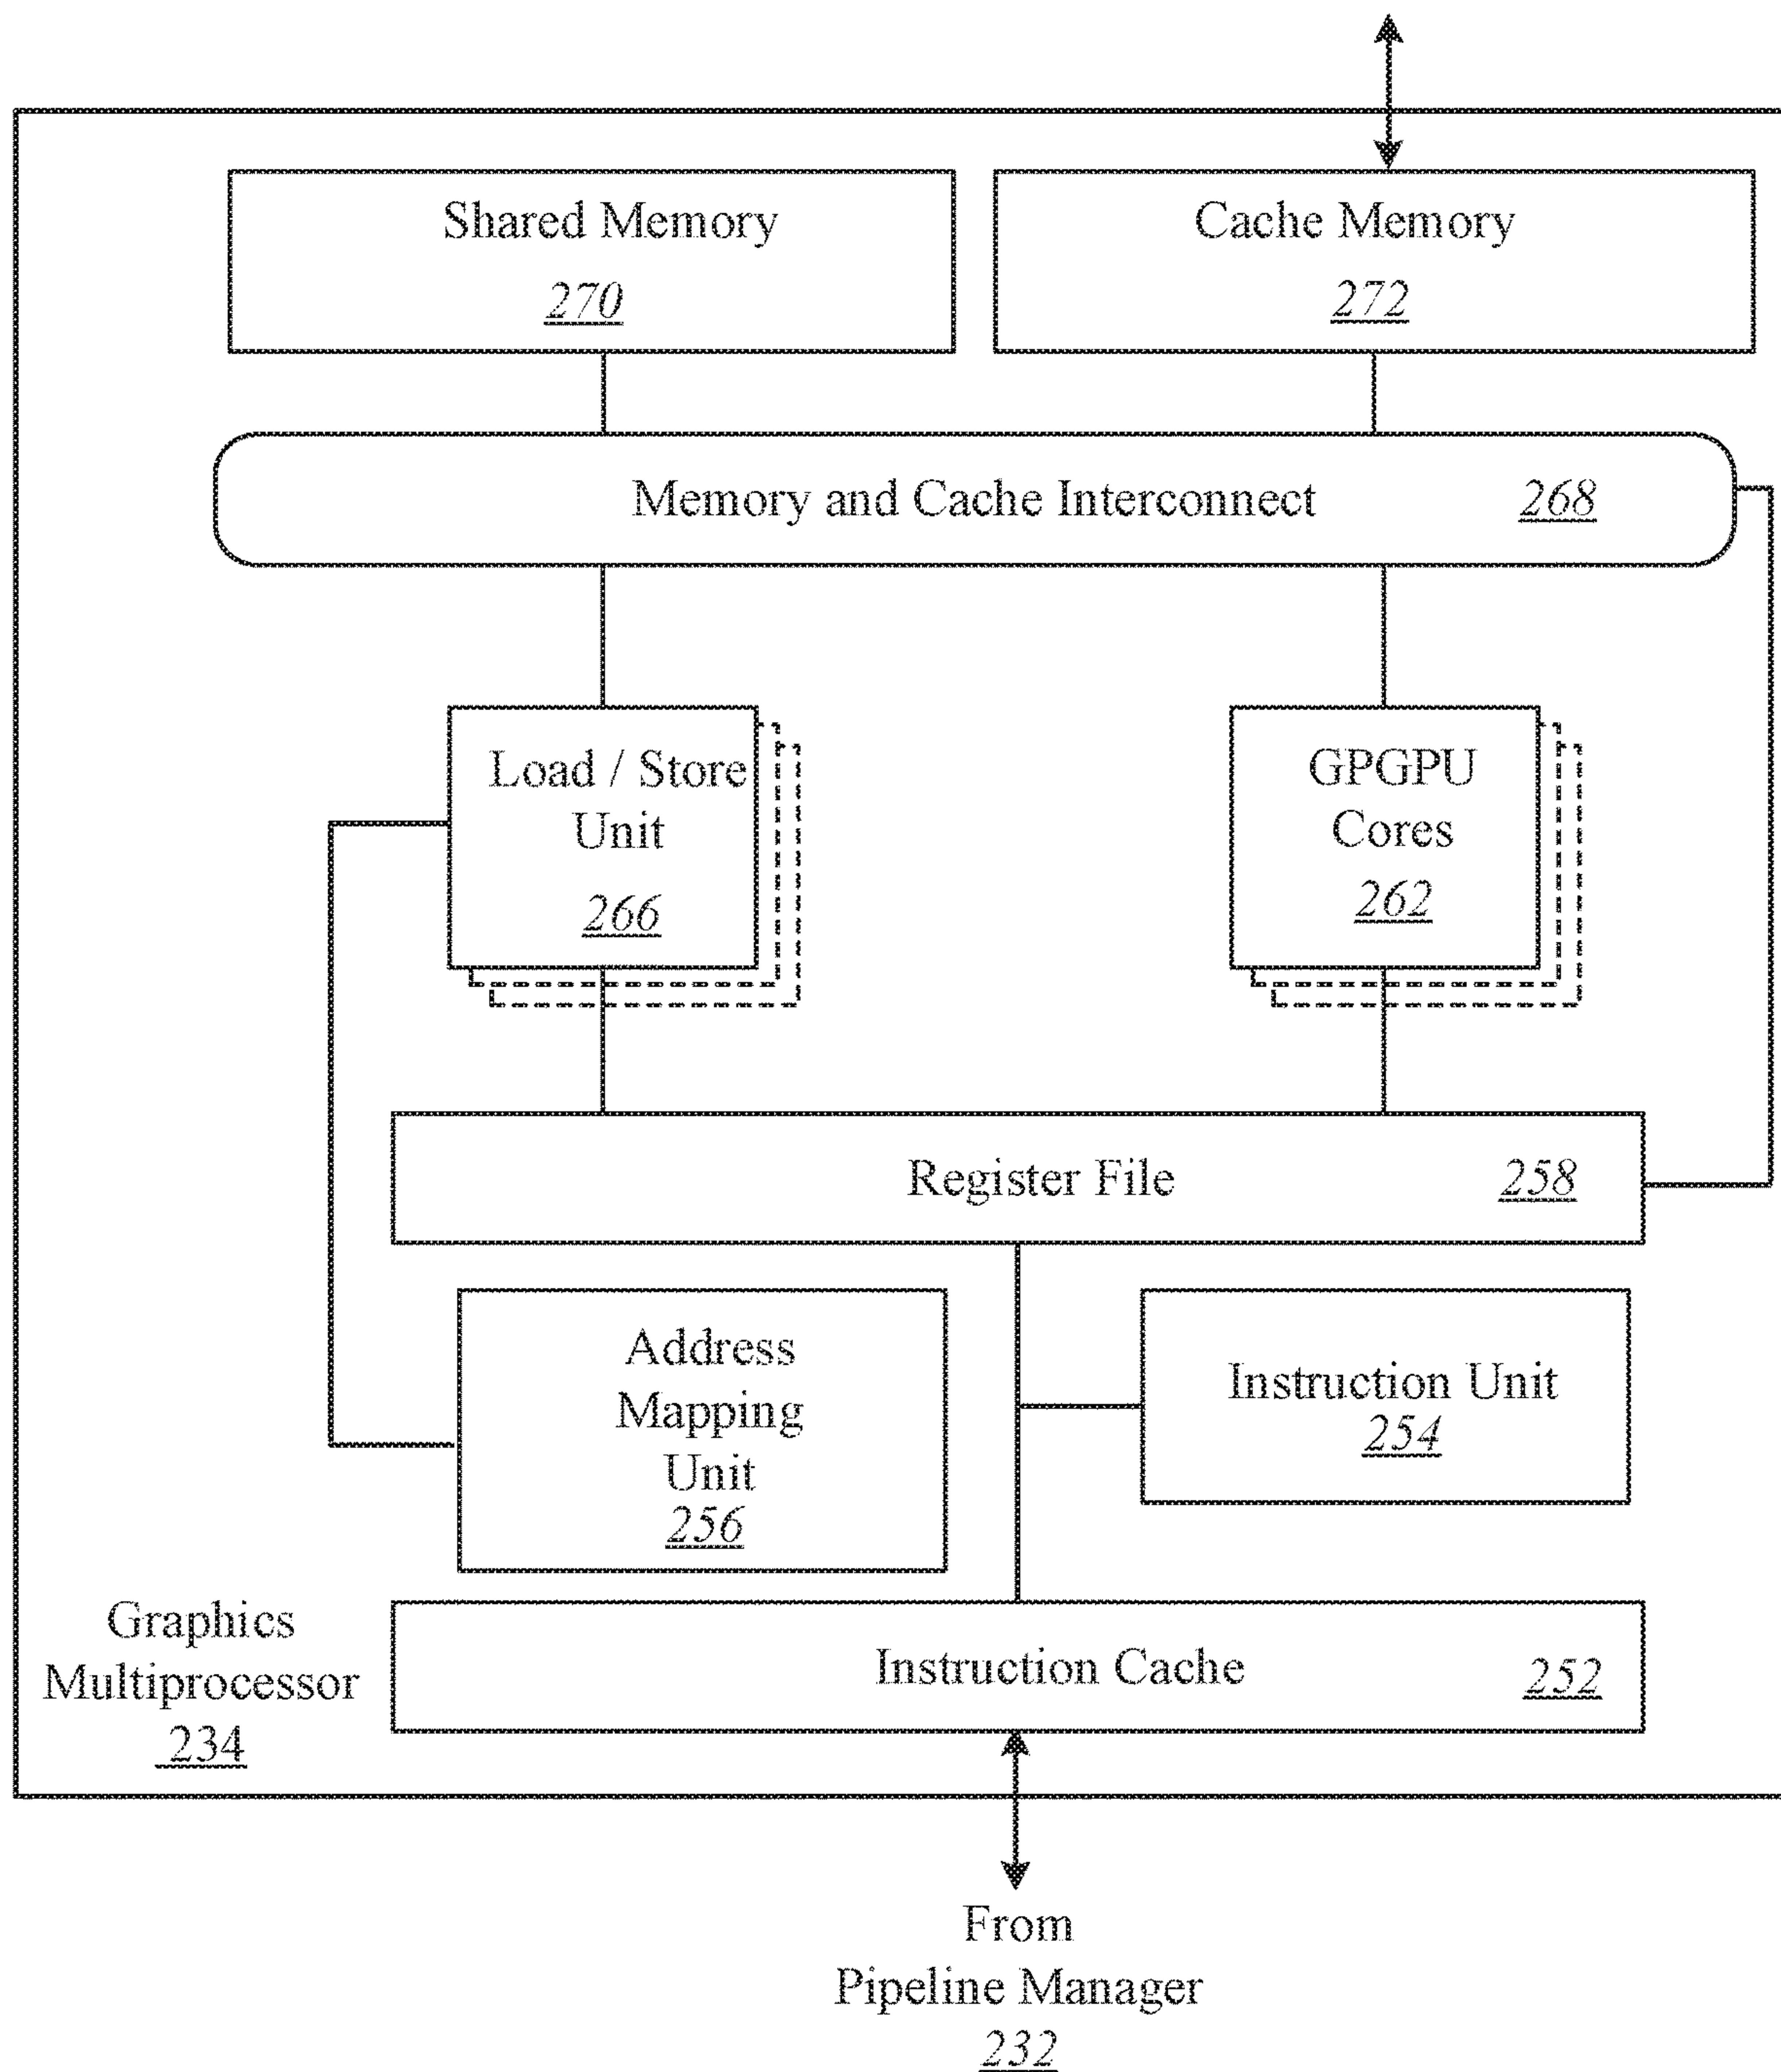 Shared Memory
270
Cache Memory
272
Memory and Cache Interconnect 268
Load / Store
Unit
266
GPGPU
Cores
262
Register File 258
Address
Mapping
Unit
256
Instruction Unit
254
Graphics
Multiprocessor
234
Instruction Cache 252
From
Pipeline Manager
232